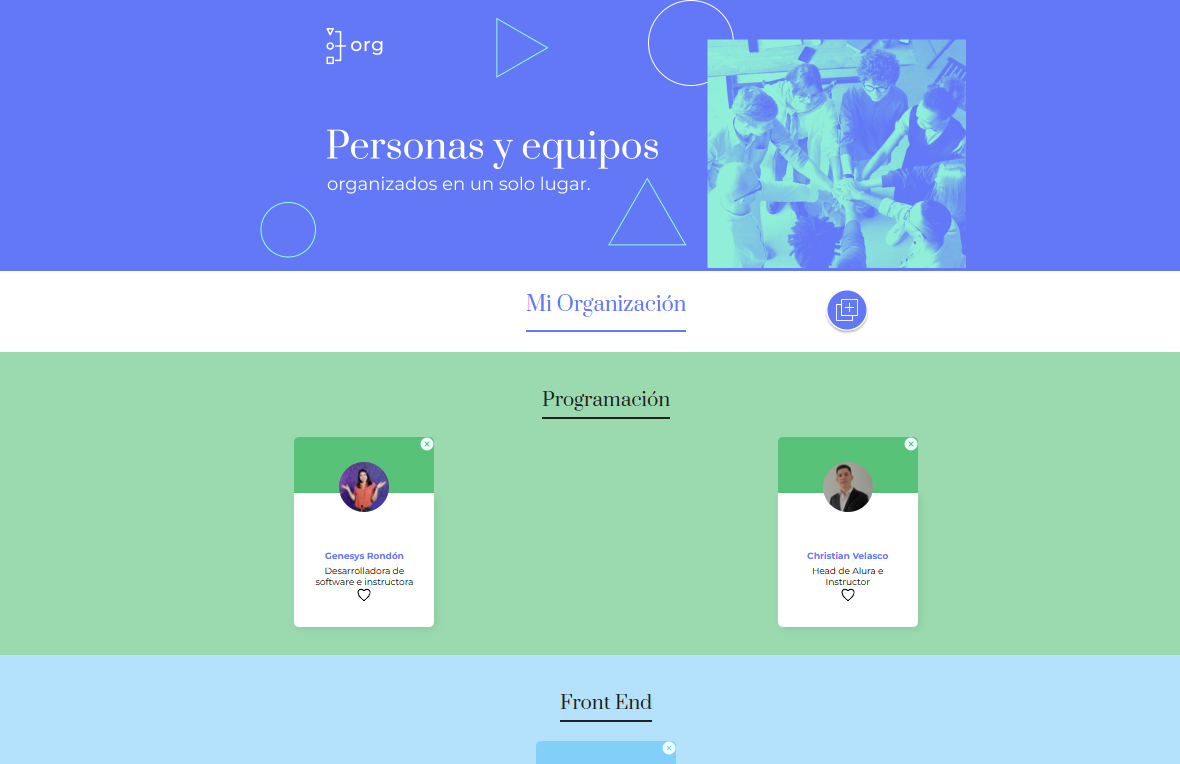 org
Personas y equipos
organizados en un solo lugar.
Mi Organización
Programación
Genesys Rondón
Desarrolladora de
software e instructora
Christian Velasco
Head de Alura e
Instructor
Front End